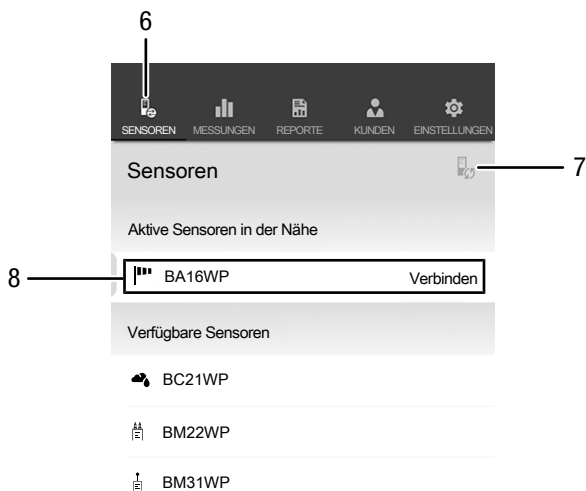 6
SENSOREN MESSUNGEN REPORTE KUNDEN EINSTELLUNGEN
Sensoren
7
Aktive Sensoren in der Nähe
8
BA16WP Verbinden
Verfügbare Sensoren
BC21WP
BM22WP
BM31WP